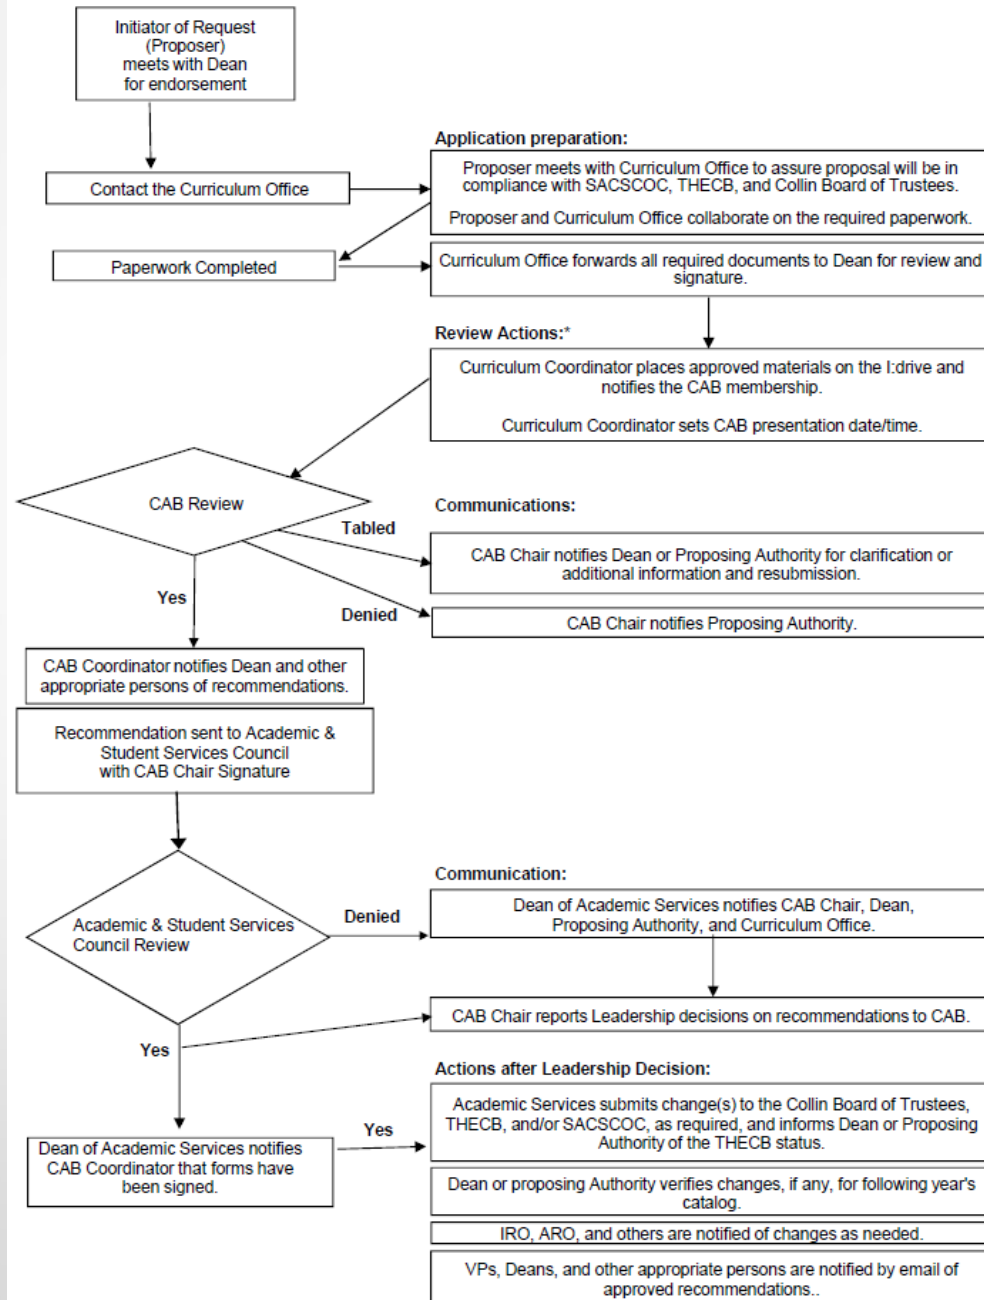 Initiator of Request
(Proposer)
meets with Dean
for endorsement
Application preparation:
Contact the Curriculum Office
Proposer meets with Curriculum Office to assure proposal will be in
compliance with SACSCOC, THECB, and Collin Board of Trustees.
Proposer and Curriculum Office collaborate on the required paperwork.
Paperwork Completed
Curriculum Office forwards all required documents to Dean for review and
signature.
Review Actions:*
Curriculum Coordinator places approved materials on the I:drive and
notifies the CAB membership.
Curriculum Coordinator sets CAB presentation date/time.
CAB Review
Communications:
Tabled
CAB Chair notifies Dean or Proposing Authority for clarification or
additional information and resubmission.
Yes
Denied
CAB Chair notifies Proposing Authority.
CAB Coordinator notifies Dean and other
appropriate persons of recommendations.
Recommendation sent to Academic &
Student Services Council
with CAB Chair Signature
Communication:
Academic & Student Services
Council Review
Denied
Dean of Academic Services notifies CAB Chair, Dean,
Proposing Authority, and Curriculum Office.
CAB Chair reports Leadership decisions on recommendations to CAB.
Yes
Actions after Leadership Decision:
Dean of Academic Services notifies
CAB Coordinator that forms have
been signed.
Yes
Academic Services submits change(s) to the Collin Board of Trustees,
THECB, and/or SACSCOC, as required, and informs Dean or Proposing
Authority of the THECB status.
Dean or proposing Authority verifies changes, if any, for following year's
catalog.
IRO, ARO, and others are notified of changes as needed.
VPs, Deans, and other appropriate persons are notified by email of
approved recommendations..